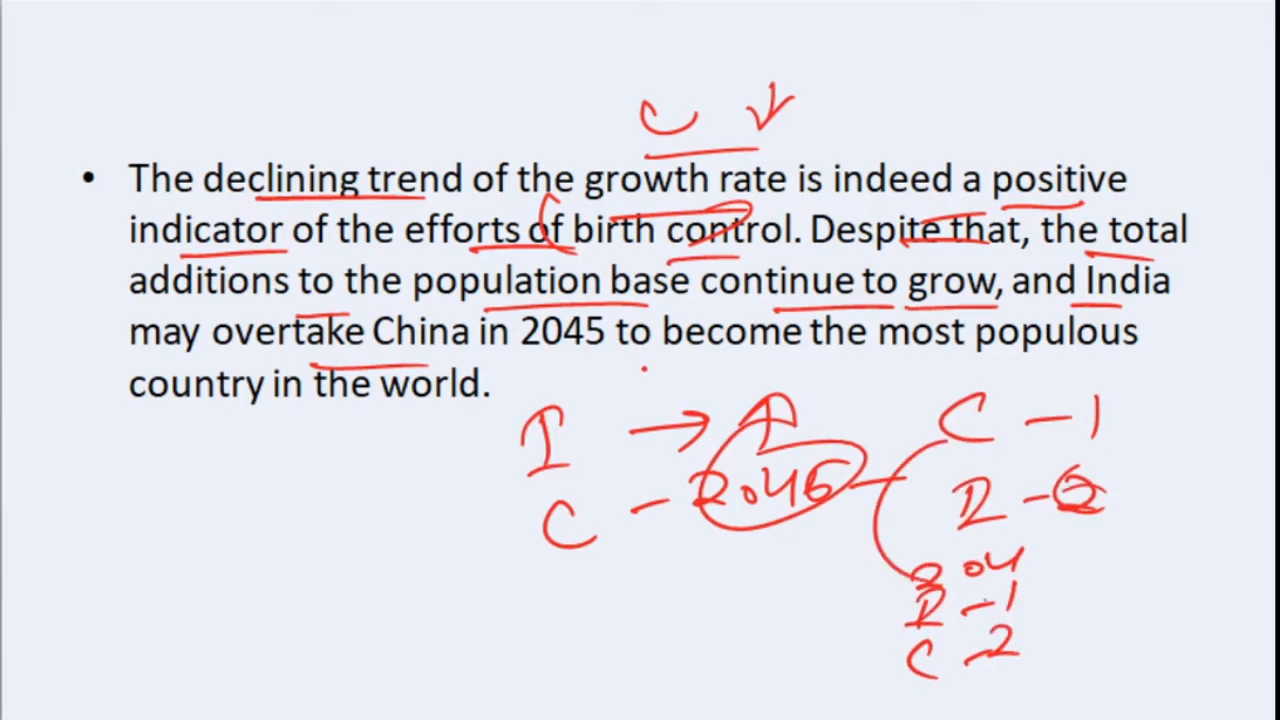 C ↓
• The declining trend of the growth rate is indeed a positive
indicator of the efforts of birth control. Despite that, the total
additions to the population base continue to grow, and India
may overtake China in 2045 to become the most populous
country in the world.
I → ↑
C - 2045
C - 1
I - 2
204
I - 1
C - 2